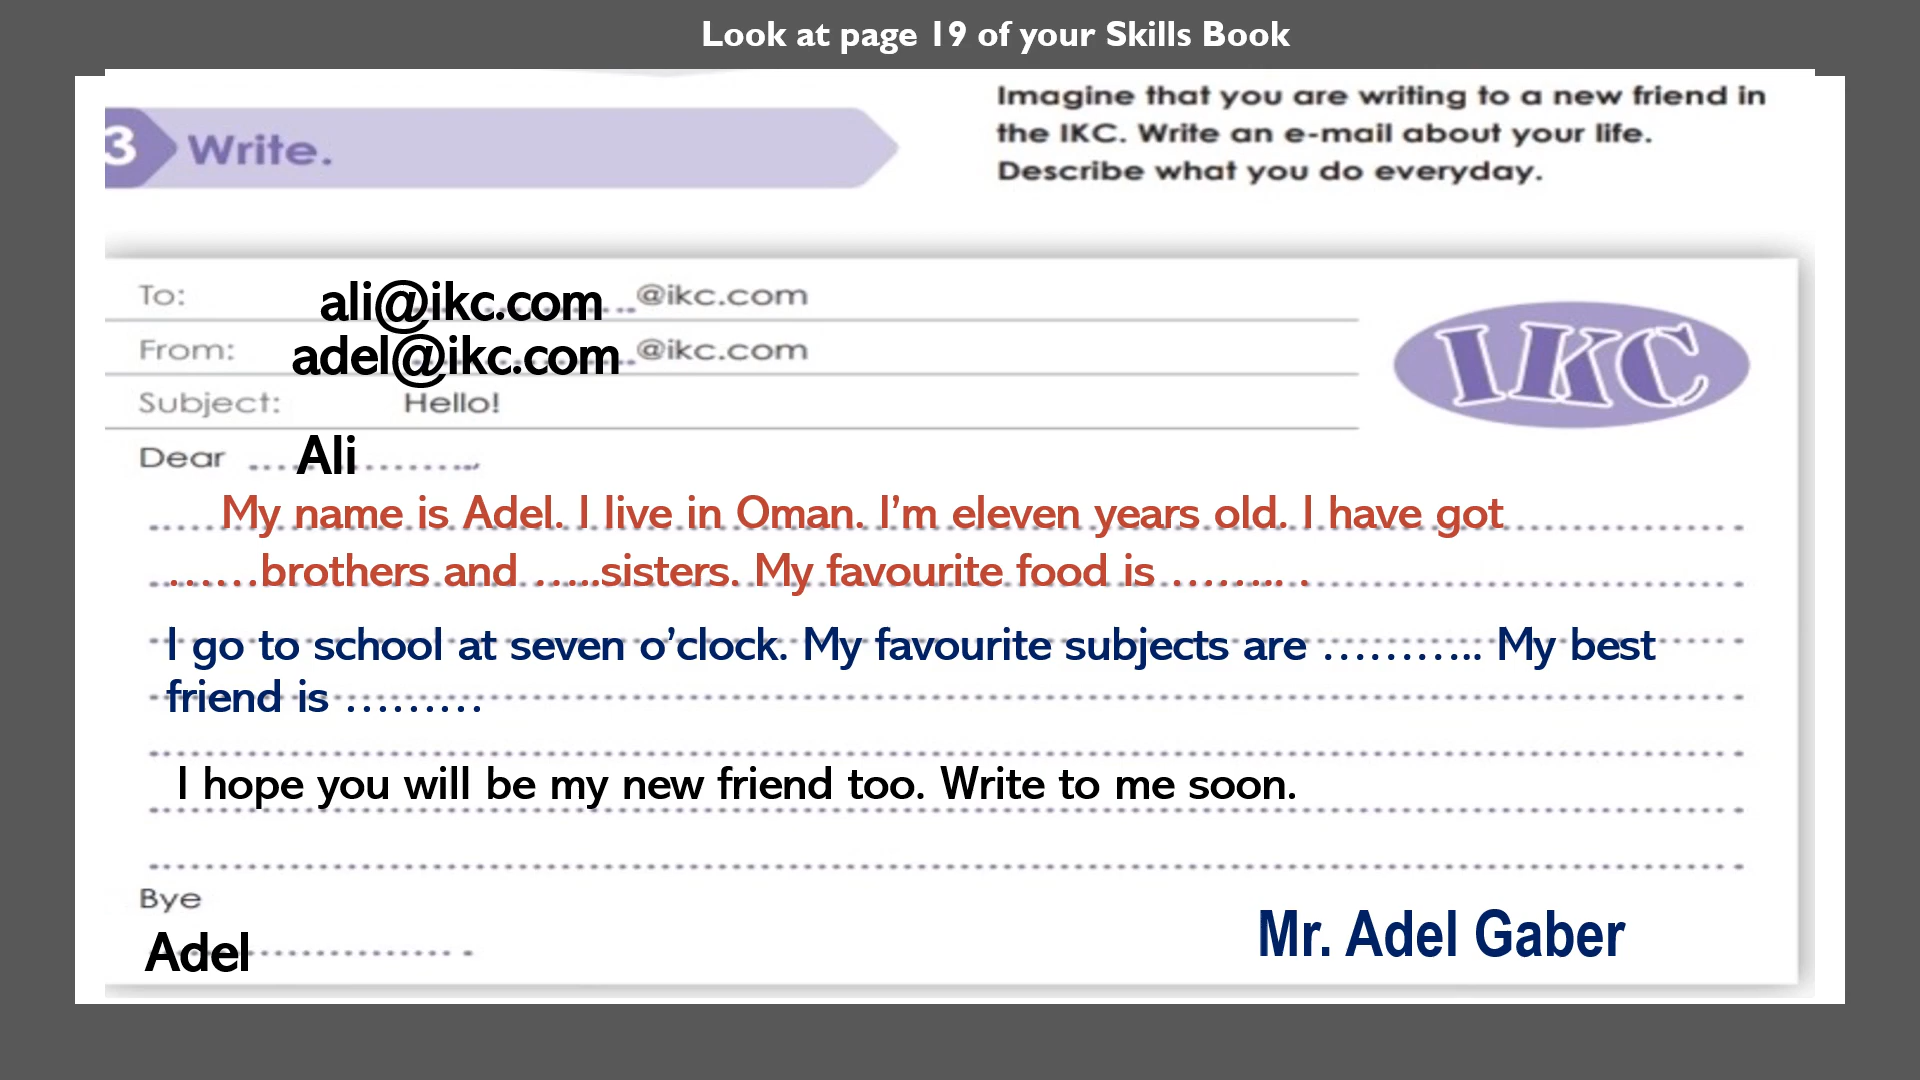 Look at page 19 of your Skills Book
Imagine that you are writing to a new friend in
the IKC. Write an e-mail about your life.
Describe what you do everyday.
3 Write.
To: ali@ikc.com ..@ikc.com
From: adel@ikc.com .@ikc.com
Subject: Hello!
IKC
Dear .... Ali ..........,
My name is Adel. I live in Oman. I'm eleven years old. I have got
……brothers and …..sisters. My favourite food is ……..…
I go to school at seven o'clock. My favourite subjects are ……….. My best
friend is ………
I hope you will be my new friend too. Write to me soon.
Bye
Adel
Mr. Adel Gaber